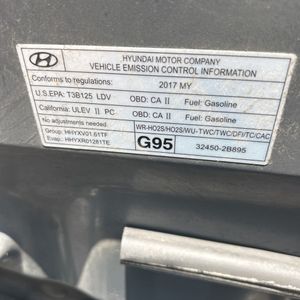 HYUNDAI MOTOR COMPANY
VEHICLE EMISSION CONTROL INFORMATION
Conforms to regulations: 2017 MY
U.S.EPA: T3B125 LDV OBD: CA II Fuel: Gasoline
California: ULEV II PC OBD: CA II Fuel: Gasoline
No adjustments needed. WR-HO2S/HO2S/WU-TWC/TWC/DFI/TC/CAC
Group: HHYXV01.61TF
Evap.: HHYXR01281TE
G95 32450-2B895